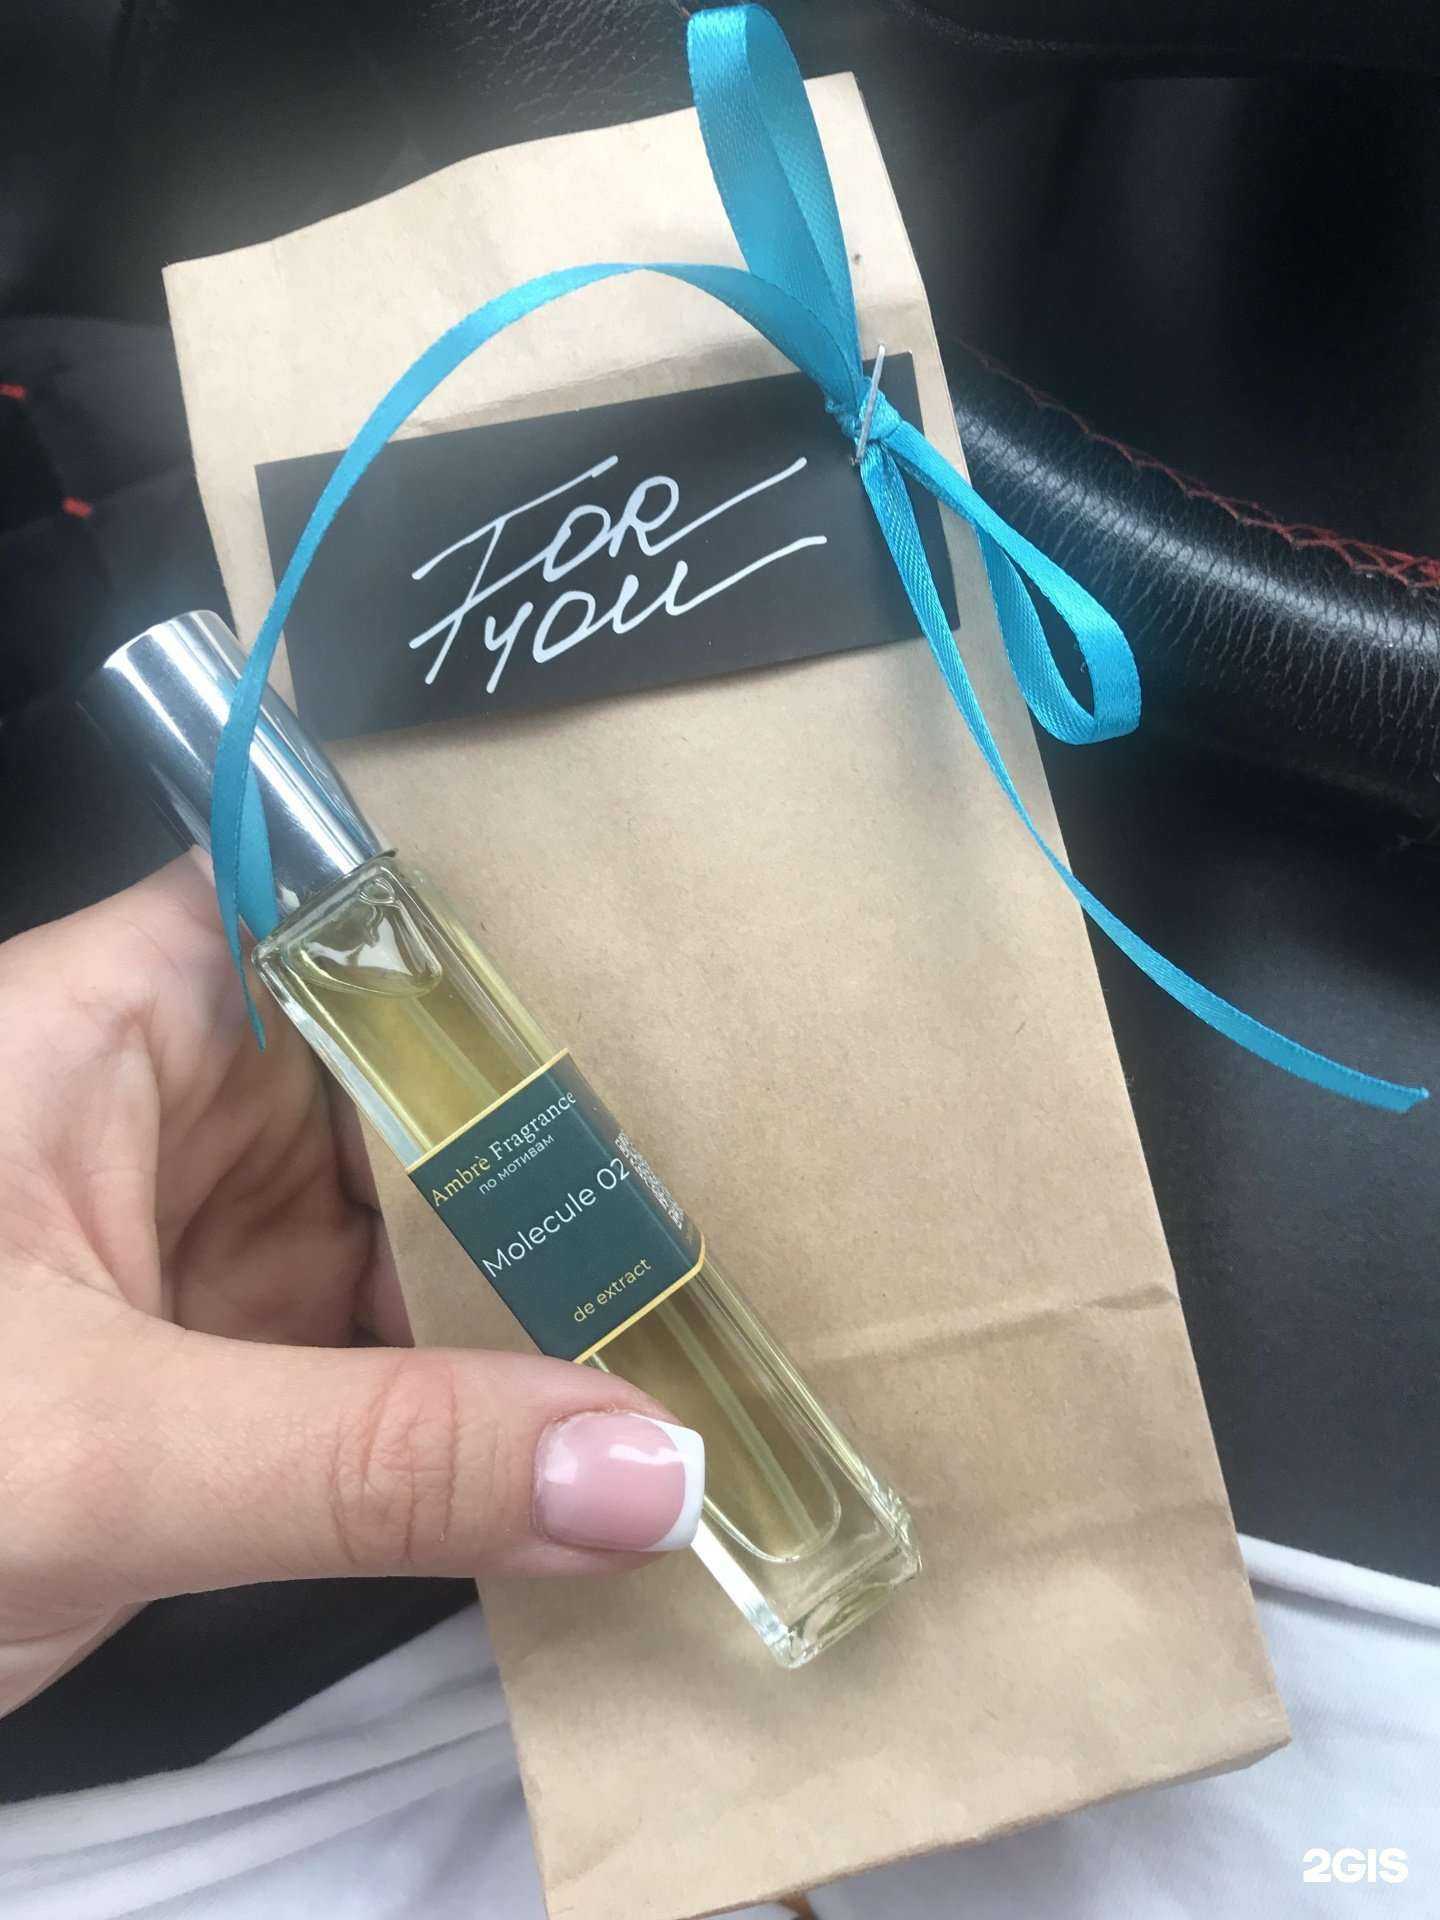 FOR
YOU
Ambrè Fragrance
по мотивам
Molecule 02
de extract
2GIS